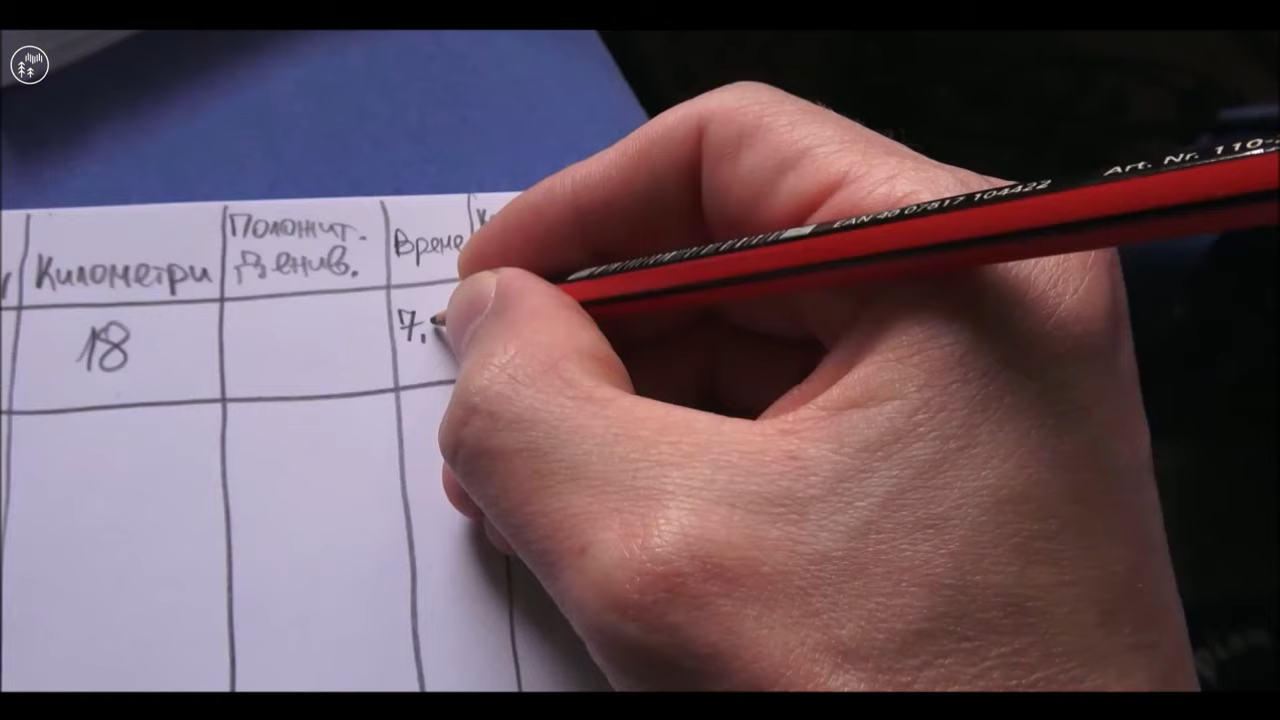 Километри
Положит.
Денив.
Време
18
7.
EAN 40 07817 104422
Art. Nr. 110-